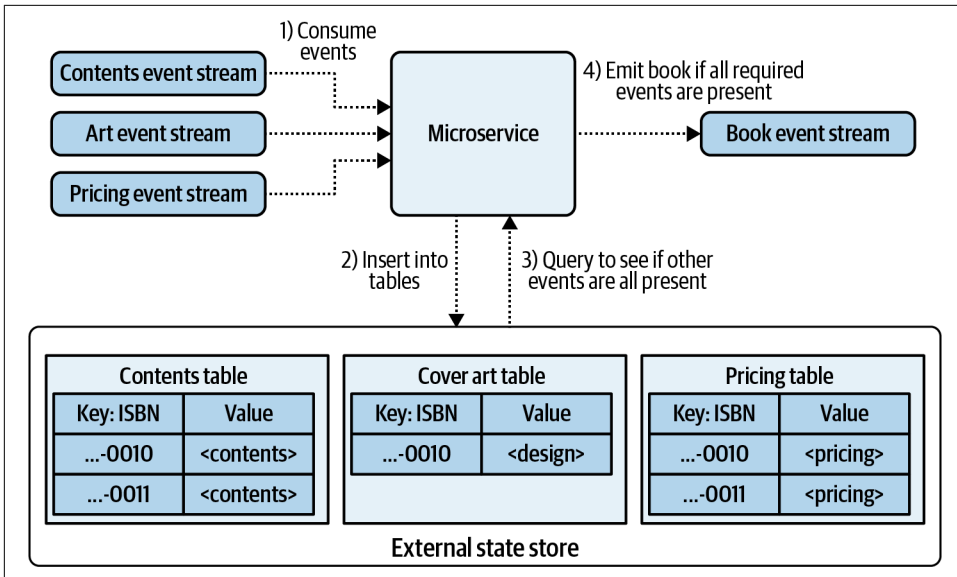 1) Consume
events
Contents event stream
Art event stream
Pricing event stream
Microservice
4) Emit book if all required
events are present
Book event stream
2) Insert into
tables
3) Query to see if other
events are all present
Contents table
Key: ISBN Value
...-0010 <contents>
...-0011 <contents>
Cover art table
Key: ISBN Value
...-0010 <design>
Pricing table
Key: ISBN Value
...-0010 <pricing>
...-0011 <pricing>
External state store